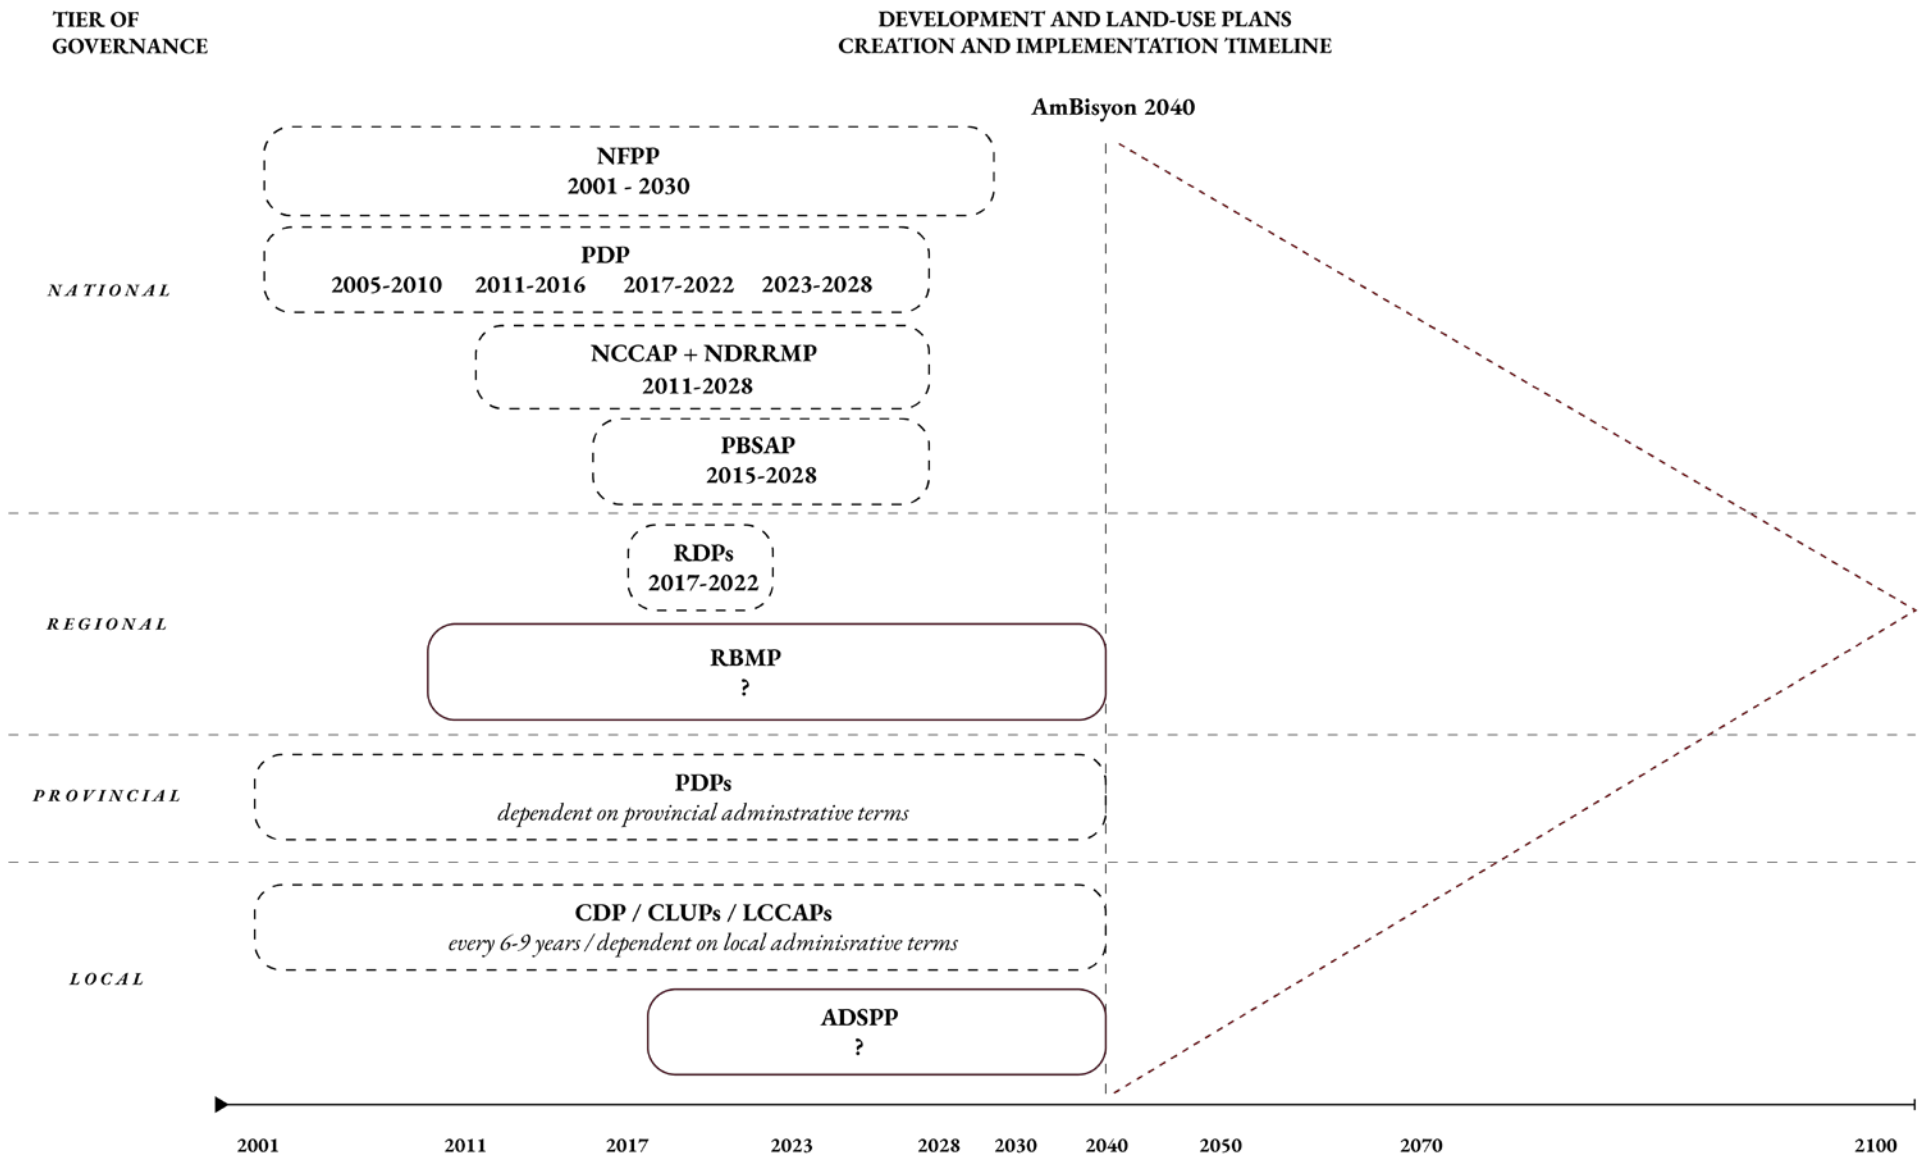 TIER OF
GOVERNANCE
DEVELOPMENT AND LAND-USE PLANS
CREATION AND IMPLEMENTATION TIMELINE
AmBisyon 2040
NATIONAL
NFPP
2001 - 2030
PDP
2005-2010 2011-2016 2017-2022 2023-2028
NCCAP + NDRRMP
2011-2028
PBSAP
2015-2028
REGIONAL
RDPs
2017-2022
RBMP
?
PROVINCIAL
PDPs
dependent on provincial adminstrative terms
LOCAL
CDP / CLUPs / LCCAPs
every 6-9 years / dependent on local adminisrative terms
ADSPP
?
2001 2011 2017 2023 2028 2030 2040 2050 2070 2100